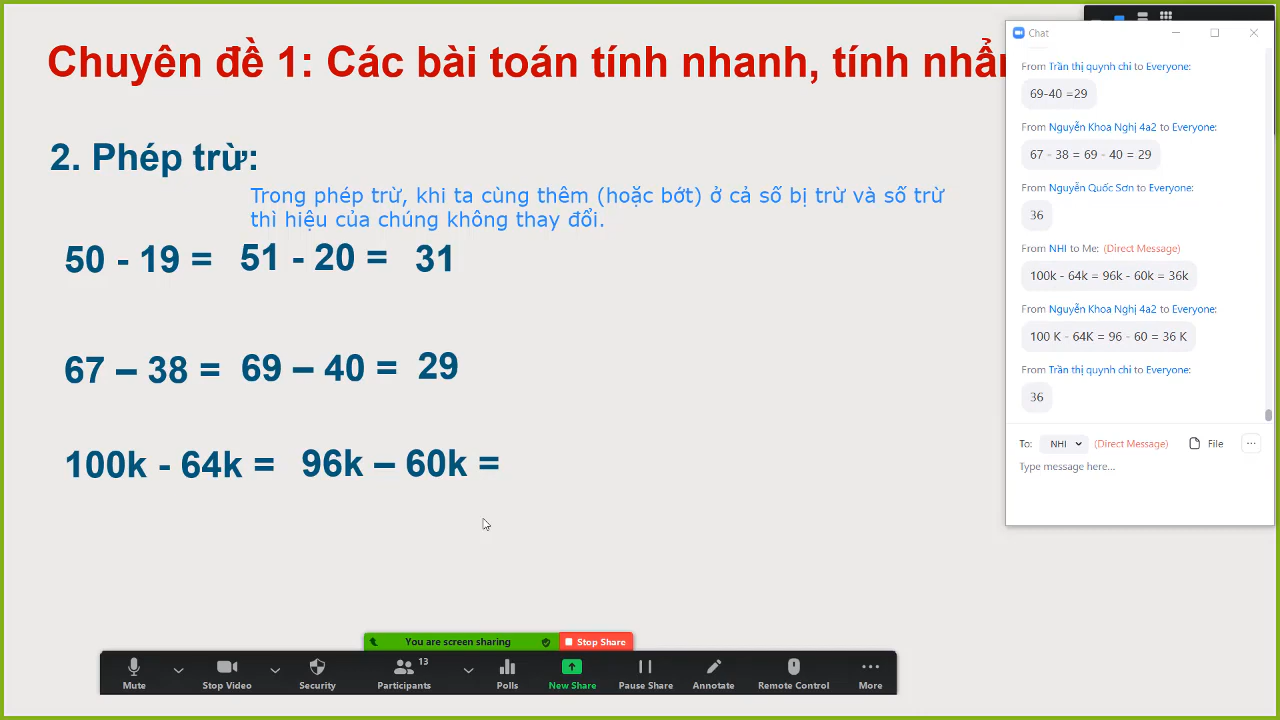 Chuyên đề 1: Các bài toán tính nhanh, tính nhẩ
2. Phép trừ:
Trong phép trừ, khi ta cùng thêm (hoặc bớt) ở cả số bị trừ và số trừ
thì hiệu của chúng không thay đổi.
50 - 19 = 51 - 20 = 31
67 – 38 = 69 – 40 = 29
100k - 64k = 96k – 60k =
Chat
From Trần thị quynh chi to Everyone:
69-40 =29
From Nguyễn Khoa Nghị 4a2 to Everyone:
67 - 38 = 69 - 40 = 29
From Nguyễn Quốc Sơn to Everyone:
36
From NHI to Me: (Direct Message)
100k - 64k = 96k - 60k = 36k
From Nguyễn Khoa Nghị 4a2 to Everyone:
100 K - 64K = 96 - 60 = 36 K
From Trần thị quynh chi to Everyone:
36
To: NHI (Direct Message) File
Type message here...
You are screen sharing Stop Share
13
Mute Stop Video Security Participants Polls New Share Pause Share Annotate Remote Control More